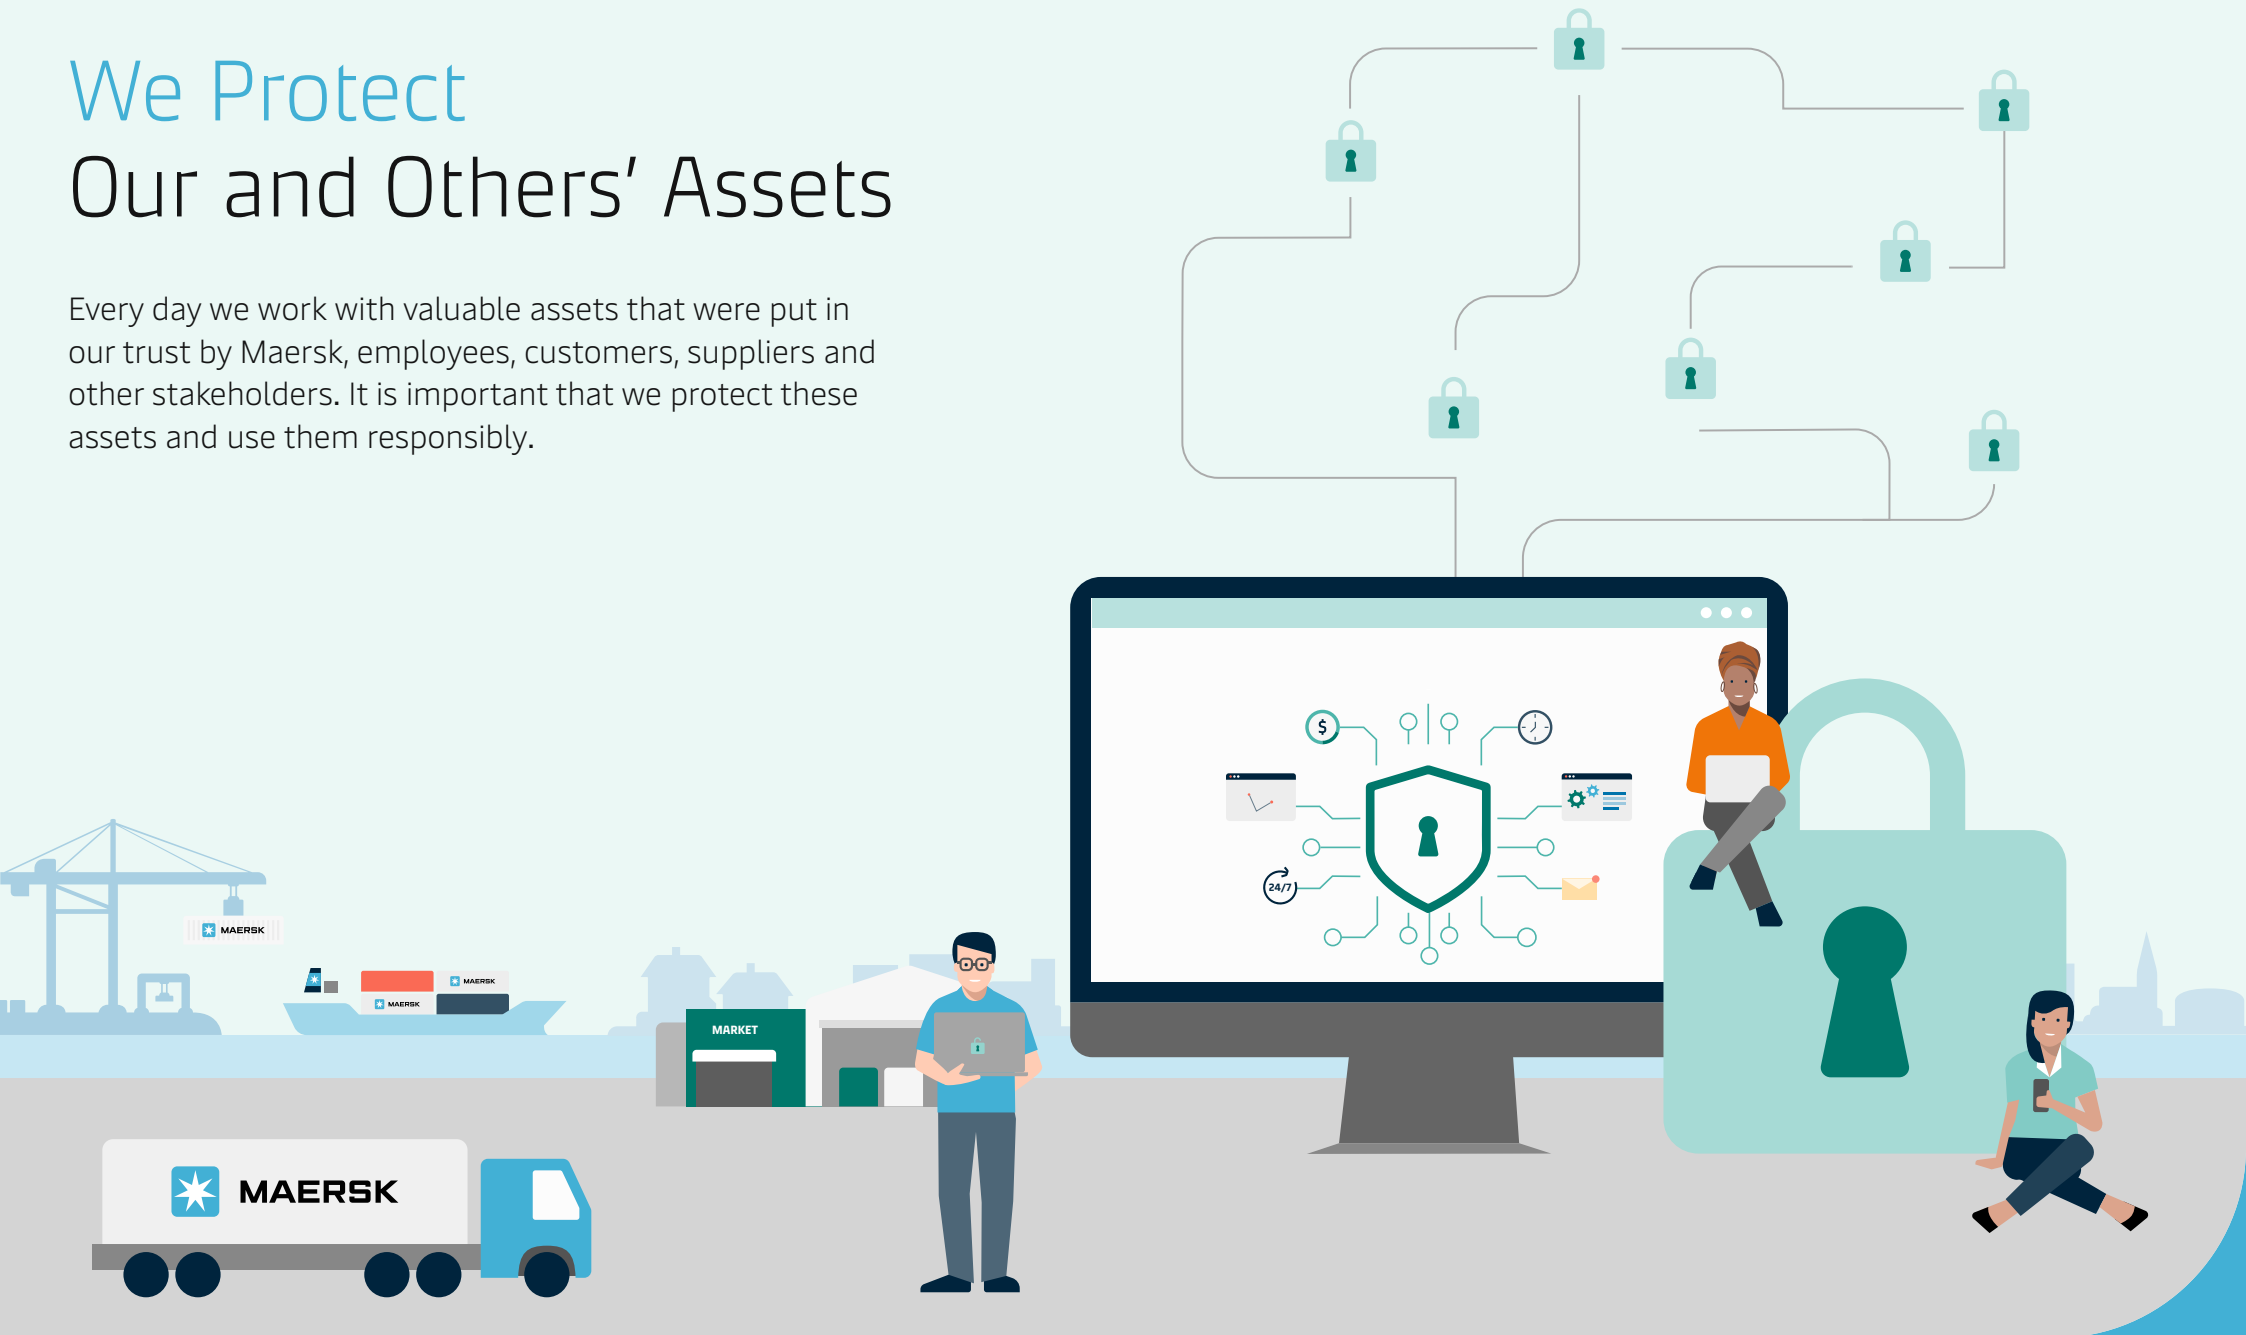 We Protect
Our and Others’ Assets
Every day we work with valuable assets that were put in
our trust by Maersk, employees, customers, suppliers and
other stakeholders. It is important that we protect these
assets and use them responsibly.
$
24/7
MAERSK
MAERSK
MAERSK
MARKET
MAERSK